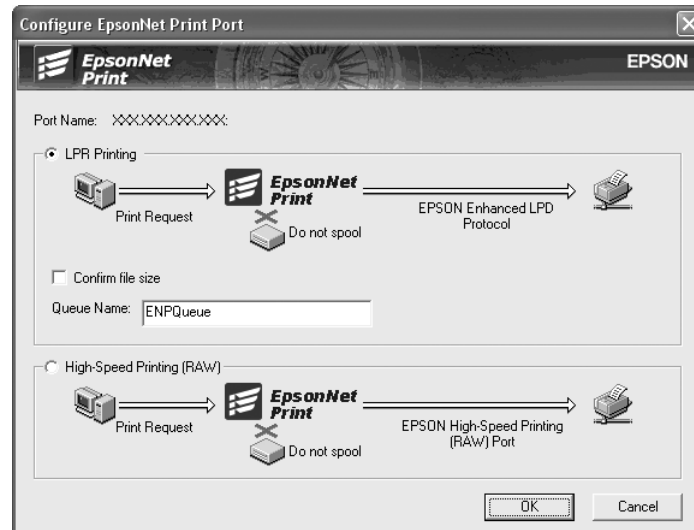 Configure EpsonNet Print Port
EpsonNet
Print
EPSON
Port Name: XXX.XXX.XXX.XXX:
LPR Printing
Print Request
EpsonNet
Print
Do not spool
EPSON Enhanced LPD
Protocol
Confirm file size
Queue Name: ENPQueue
High-Speed Printing (RAW)
Print Request
EpsonNet
Print
Do not spool
EPSON High-Speed Printing
(RAW) Port
OK
Cancel